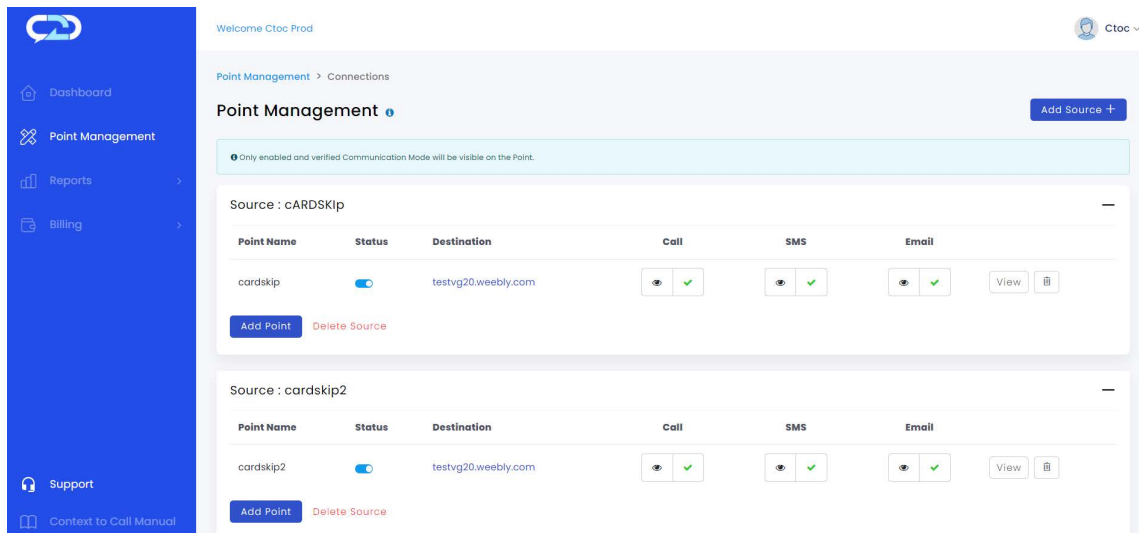 Welcome Ctoc Prod
Ctoc
Dashboard
Point Management
Reports
Billing
Support
Context to Call Manual
Point Management > Connections
Point Management
Add Source +
Only enabled and verified Communication Mode will be visible on the Point.
Source : cARDSKIp
Point Name Status Destination Call SMS Email
cardskip testvg20.weebly.com View
Add Point Delete Source
Source : cardskip2
Point Name Status Destination Call SMS Email
cardskip2 testvg20.weebly.com View
Add Point Delete Source